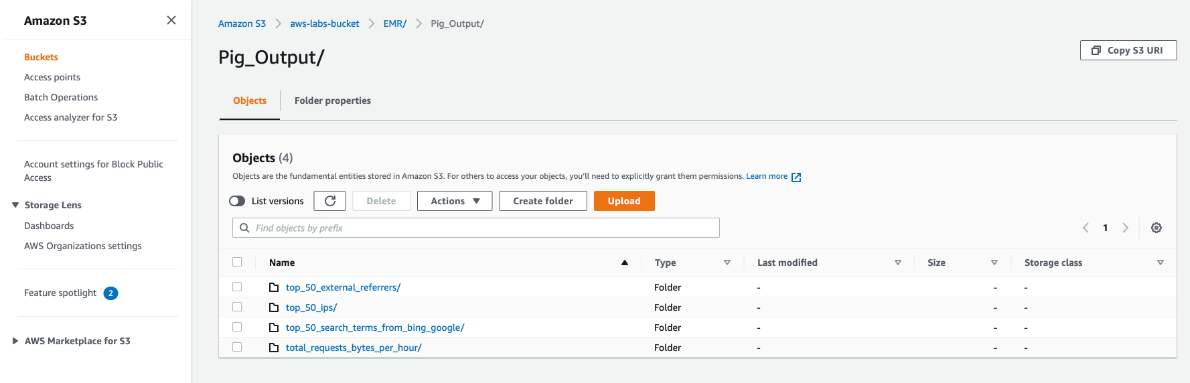 Amazon S3
Buckets
Access points
Batch Operations
Access analyzer for S3
Account settings for Block Public
Access
Storage Lens
Dashboards
AWS Organizations settings
Feature spotlight 2
AWS Marketplace for S3
Amazon S3 > aws-labs-bucket > EMR/ > Pig_Output/
Pig_Output/
Copy S3 URI
Objects Folder properties
Objects (4)
Objects are the fundamental entities stored in Amazon S3. For others to access your objects, you'll need to explicitly grant them permissions. Learn more
List versions Delete Actions Create folder Upload
Find objects by prefix
1
Name Type Last modified Size Storage class
top_50_external_referrers/ Folder - - -
top_50_ips/ Folder - - -
top_50_search_terms_from_bing_google/ Folder - - -
total_requests_bytes_per_hour/ Folder - - -